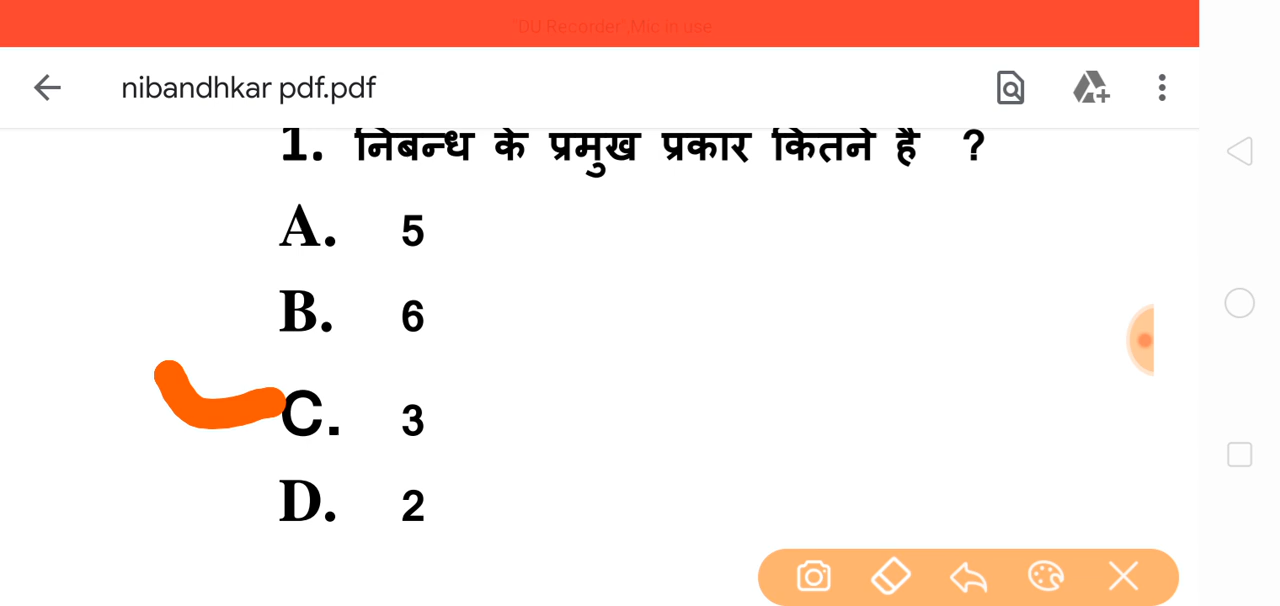 "DU Recorder",Mic in use
nibandhkar pdf.pdf
1. निबन्ध के प्रमुख प्रकार कितने है ?
A. 5
B. 6
C. 3
D. 2